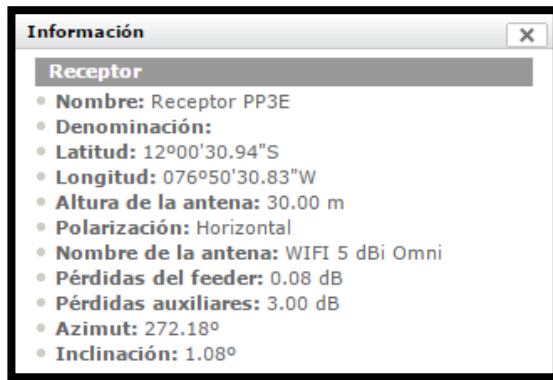 Información
Receptor
Nombre: Receptor PP3E
Denominación:
Latitud: 12º00'30.94"S
Longitud: 076º50'30.83"W
Altura de la antena: 30.00 m
Polarización: Horizontal
Nombre de la antena: WIFI 5 dBi Omni
Pérdidas del feeder: 0.08 dB
Pérdidas auxiliares: 3.00 dB
Azimut: 272.18º
Inclinación: 1.08º